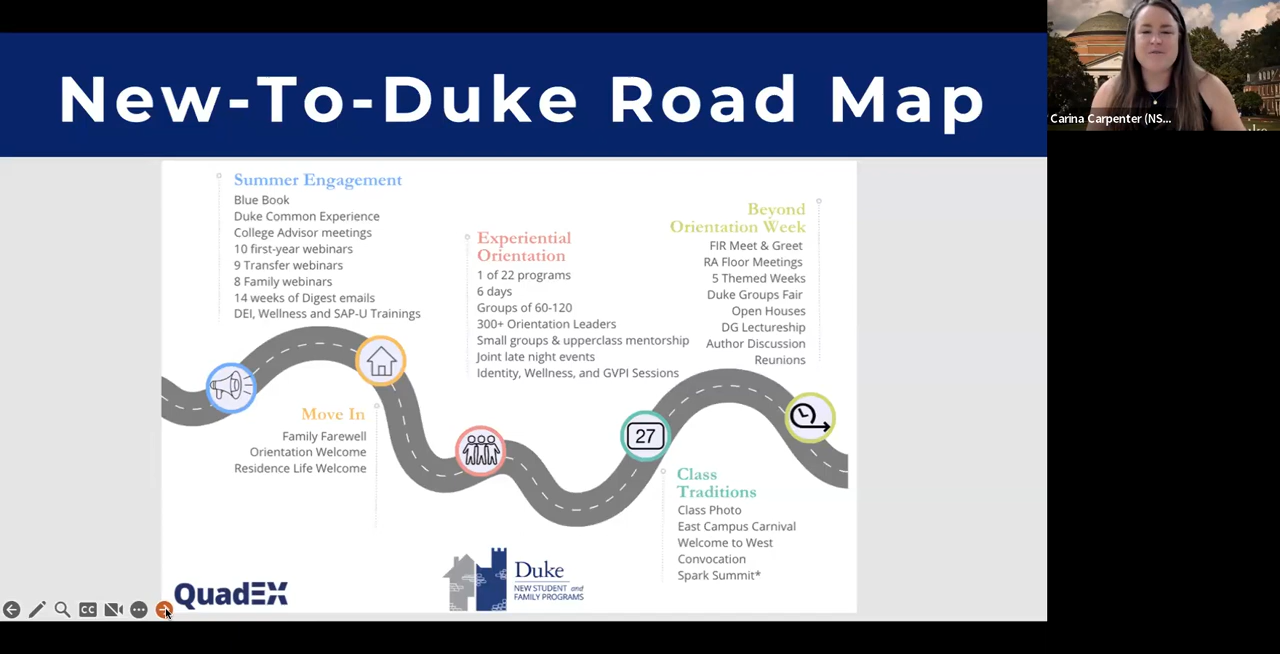 New-To-Duke Road Map
Carina Carpenter (NS...
Summer Engagement
Blue Book
Duke Common Experience
College Advisor meetings
10 first-year webinars
9 Transfer webinars
8 Family webinars
14 weeks of Digest emails
DEI, Wellness and SAP-U Trainings
Move In
Family Farewell
Orientation Welcome
Residence Life Welcome
Experiential
Orientation
1 of 22 programs
6 days
Groups of 60-120
300+ Orientation Leaders
Small groups & upperclass mentorship
Joint late night events
Identity, Wellness, and GVPI Sessions
27
Class
Traditions
Class Photo
East Campus Carnival
Welcome to West
Convocation
Spark Summit*
Beyond
Orientation Week
FIR Meet & Greet
RA Floor Meetings
5 Themed Weeks
Duke Groups Fair
Open Houses
DG Lectureship
Author Discussion
Reunions
QuadEX
Duke
NEW STUDENT and
FAMILY PROGRAMS
CC